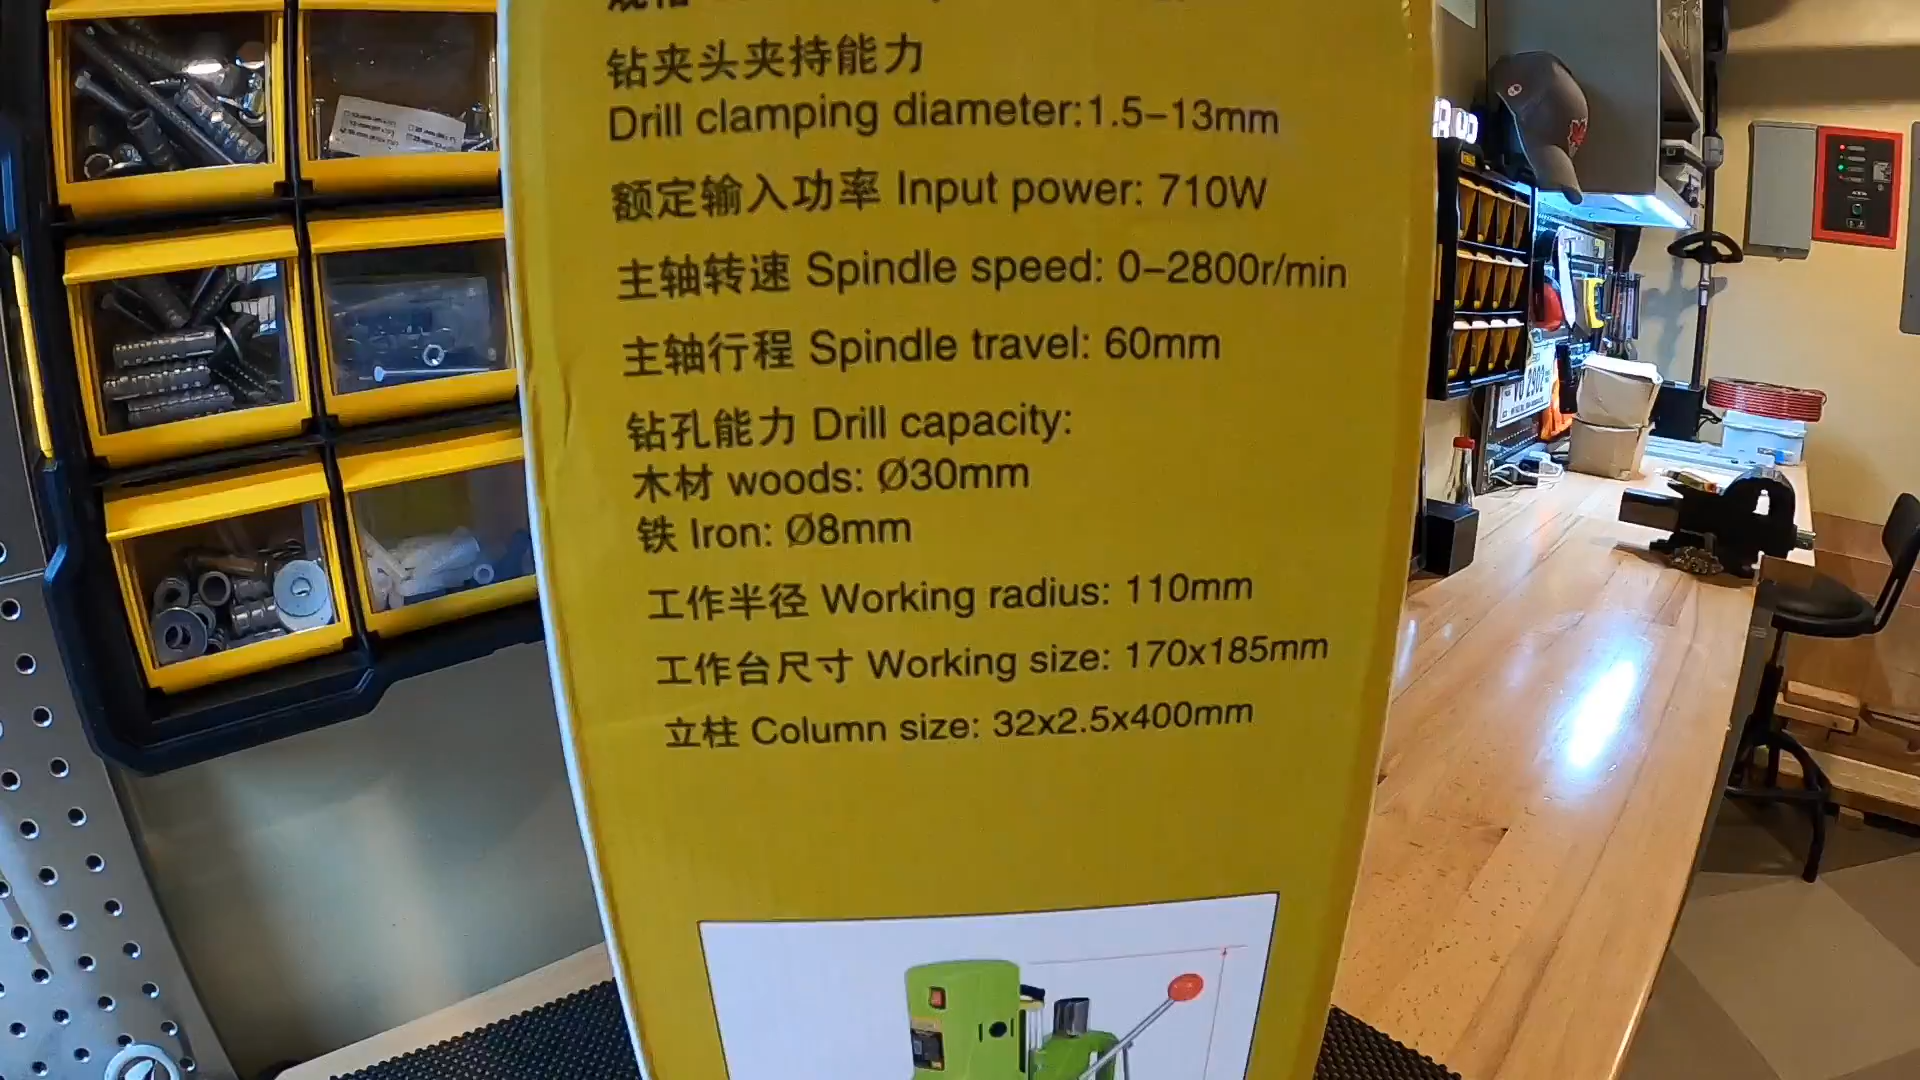 钻夹头夹持能力
Drill clamping diameter:1.5–13mm
额定输入功率 Input power: 710W
主轴转速 Spindle speed: 0–2800r/min
主轴行程 Spindle travel: 60mm
钻孔能力 Drill capacity:
木材 woods: Ø30mm
铁 Iron: Ø8mm
工作半径 Working radius: 110mm
工作台尺寸 Working size: 170x185mm
立柱 Column size: 32x2.5x400mm